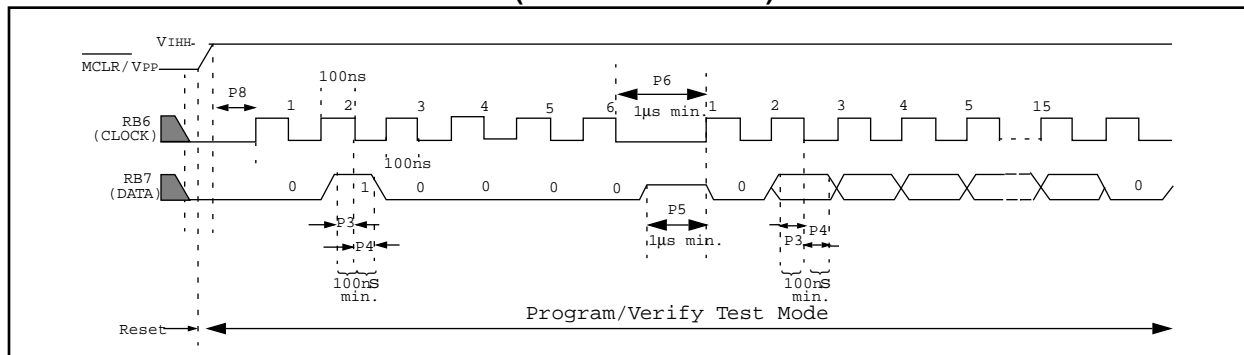 VIHH
MCLR/VPP
100ns
P8
P6
1 2 3 4 5 6
1µs min.
1 2 3 4 5 15
RB6
(CLOCK)
100ns
RB7
(DATA)
0 1 0 0 0 0
0
0
P5
1µs min.
P3
P4
100ns
min.
P4
P3
100ns
min.
Program/Verify Test Mode
Reset